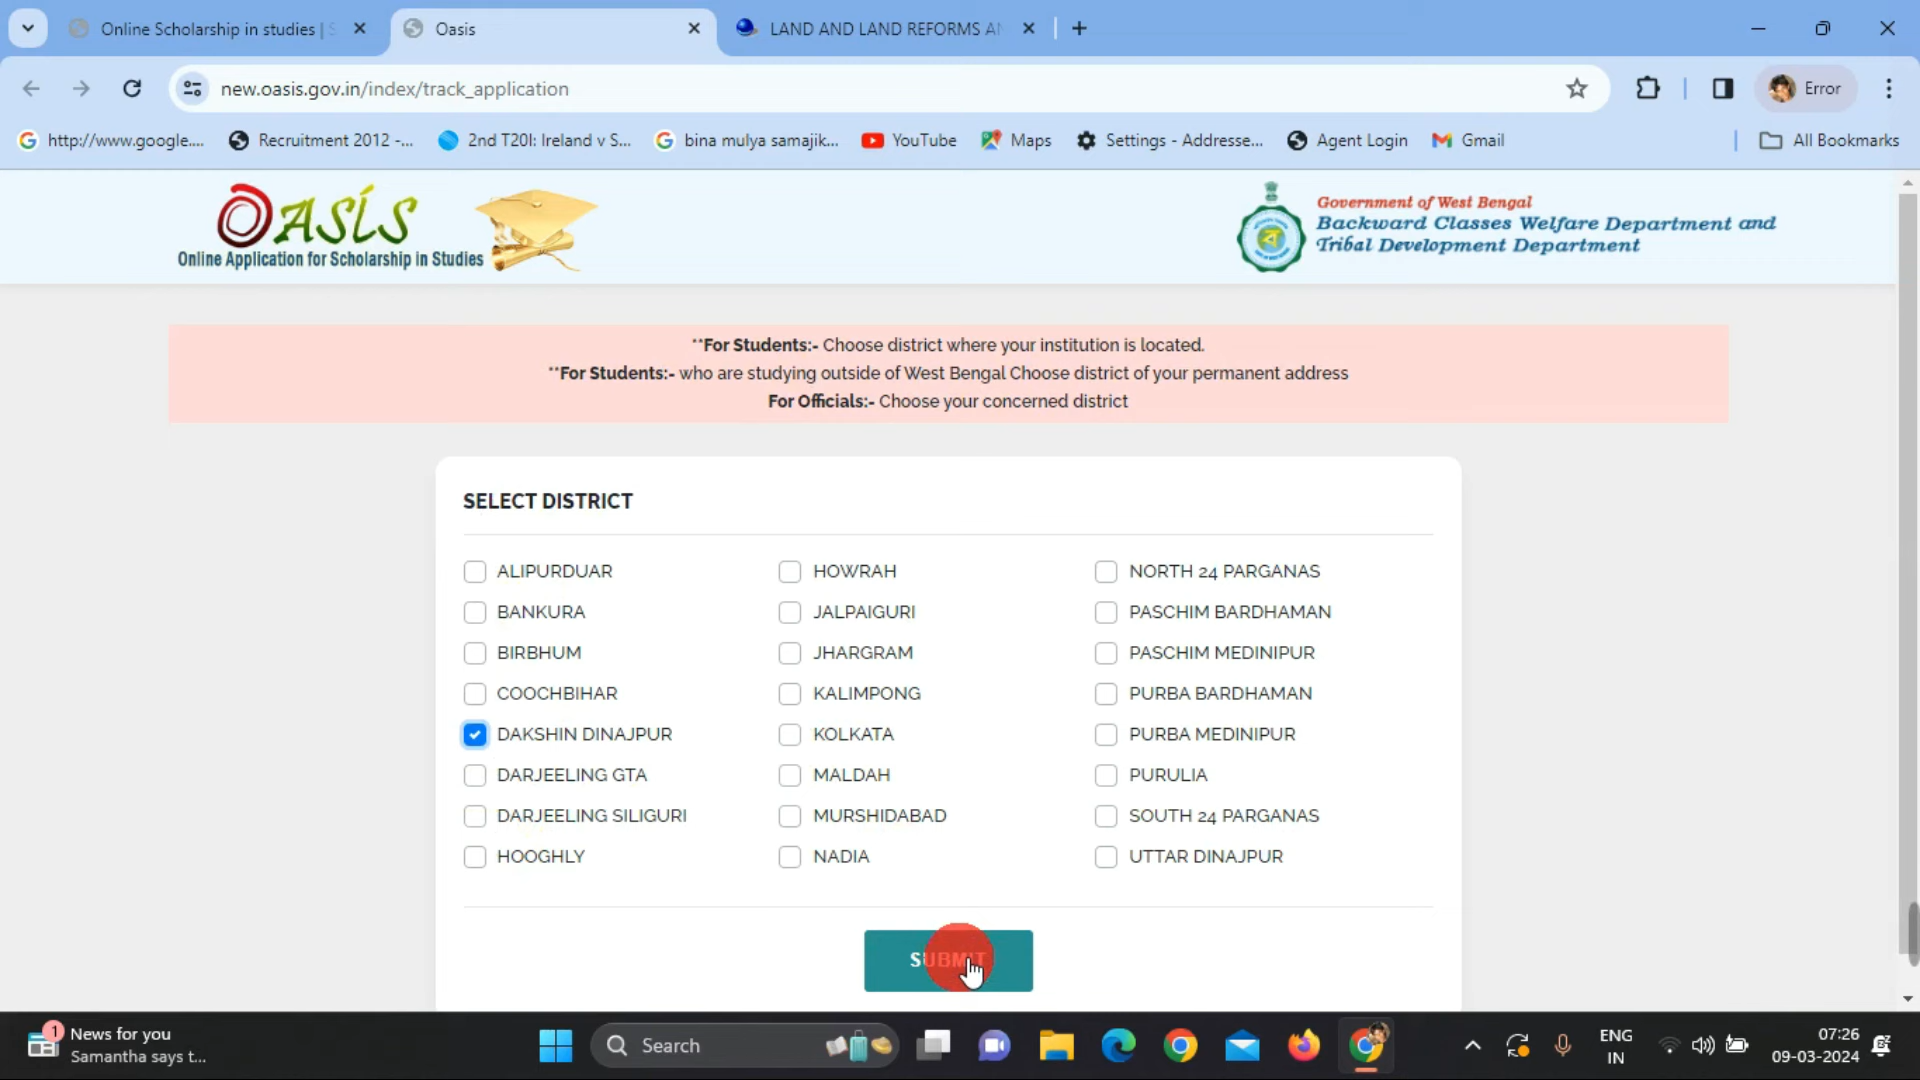 Online Scholarship in studies | S
Oasis
LAND AND LAND REFORMS AN
new.oasis.gov.in/index/track_application
Error
http://www.google....
Recruitment 2012 -...
2nd T20I: Ireland v S...
bina mulya samajik...
YouTube
Maps
Settings - Addresse...
Agent Login
Gmail
All Bookmarks
OASIS
Online Application for Scholarship in Studies
Government of West Bengal
Backward Classes Welfare Department and
Tribal Development Department
**For Students:- Choose district where your institution is located.
**For Students:- who are studying outside of West Bengal Choose district of your permanent address
For Officials:- Choose your concerned district
SELECT DISTRICT
ALIPURDUAR
HOWRAH
NORTH 24 PARGANAS
BANKURA
JALPAIGURI
PASCHIM BARDHAMAN
BIRBHUM
JHARGRAM
PASCHIM MEDINIPUR
COOCHBIHAR
KALIMPONG
PURBA BARDHAMAN
DAKSHIN DINAJPUR
KOLKATA
PURBA MEDINIPUR
DARJEELING GTA
MALDAH
PURULIA
DARJEELING SILIGURI
MURSHIDABAD
SOUTH 24 PARGANAS
HOOGHLY
NADIA
UTTAR DINAJPUR
SUBMIT
1
News for you
Samantha says t...
Search
ENG
IN
07:26
09-03-2024